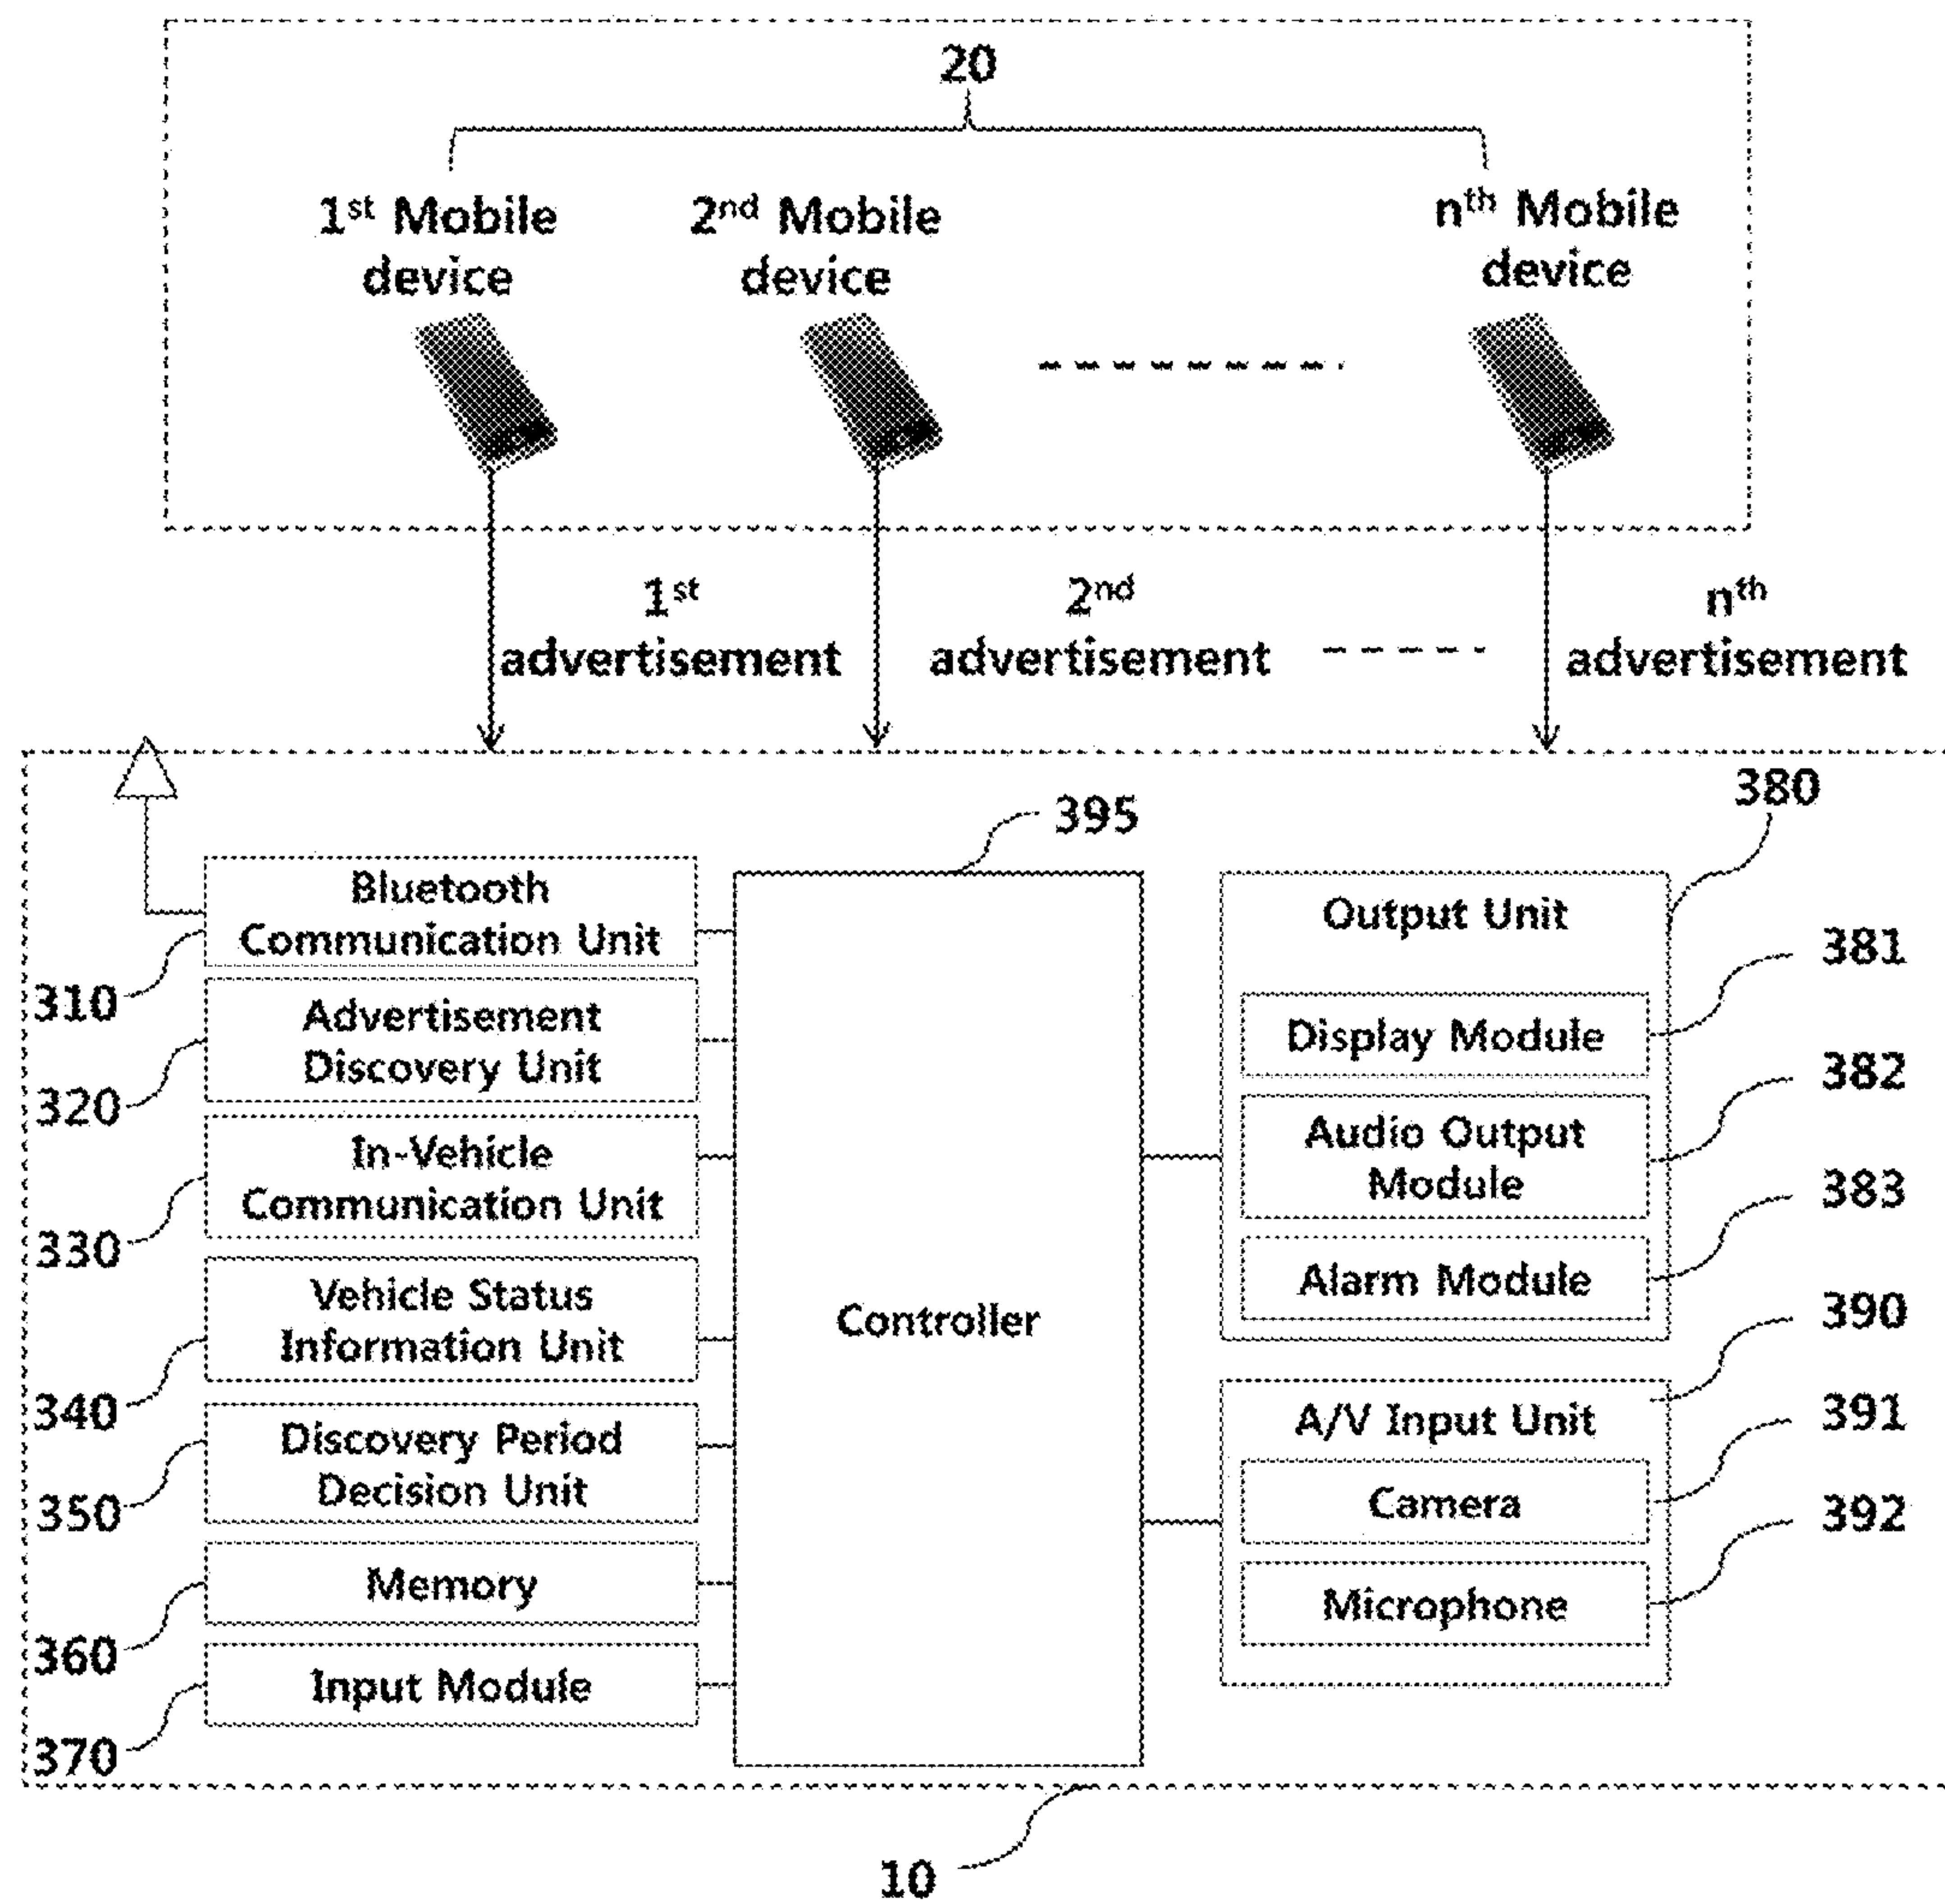 20
1st Mobile
device
2nd Mobile
device
nth Mobile
device
1st
advertisement
2nd
advertisement
nth
advertisement
395
380
Bluetooth
Communication Unit
310
Advertisement
Discovery Unit
320
In-Vehicle
Communication Unit
330
Vehicle Status
Information Unit
340
Discovery Period
Decision Unit
350
Memory
360
Input Module
370
Controller
Output Unit
381
Display Module
382
Audio Output
Module
383
Alarm Module
390
A/V Input Unit
391
Camera
392
Microphone
10